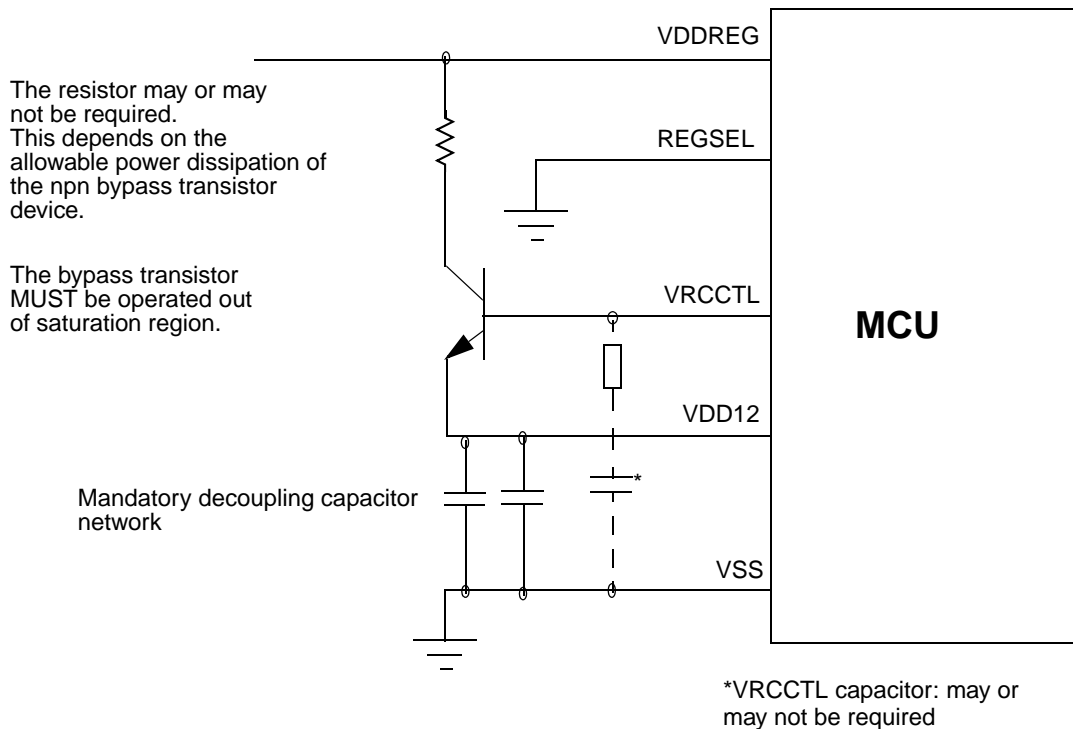 VDDREG
The resistor may or may
not be required.
This depends on the
allowable power dissipation of
the npn bypass transistor
device.
REGSEL
The bypass transistor
MUST be operated out
of saturation region.
VRCCTL
MCU
VDD12
*
Mandatory decoupling capacitor
network
VSS
*VRCCTL capacitor: may or
may not be required